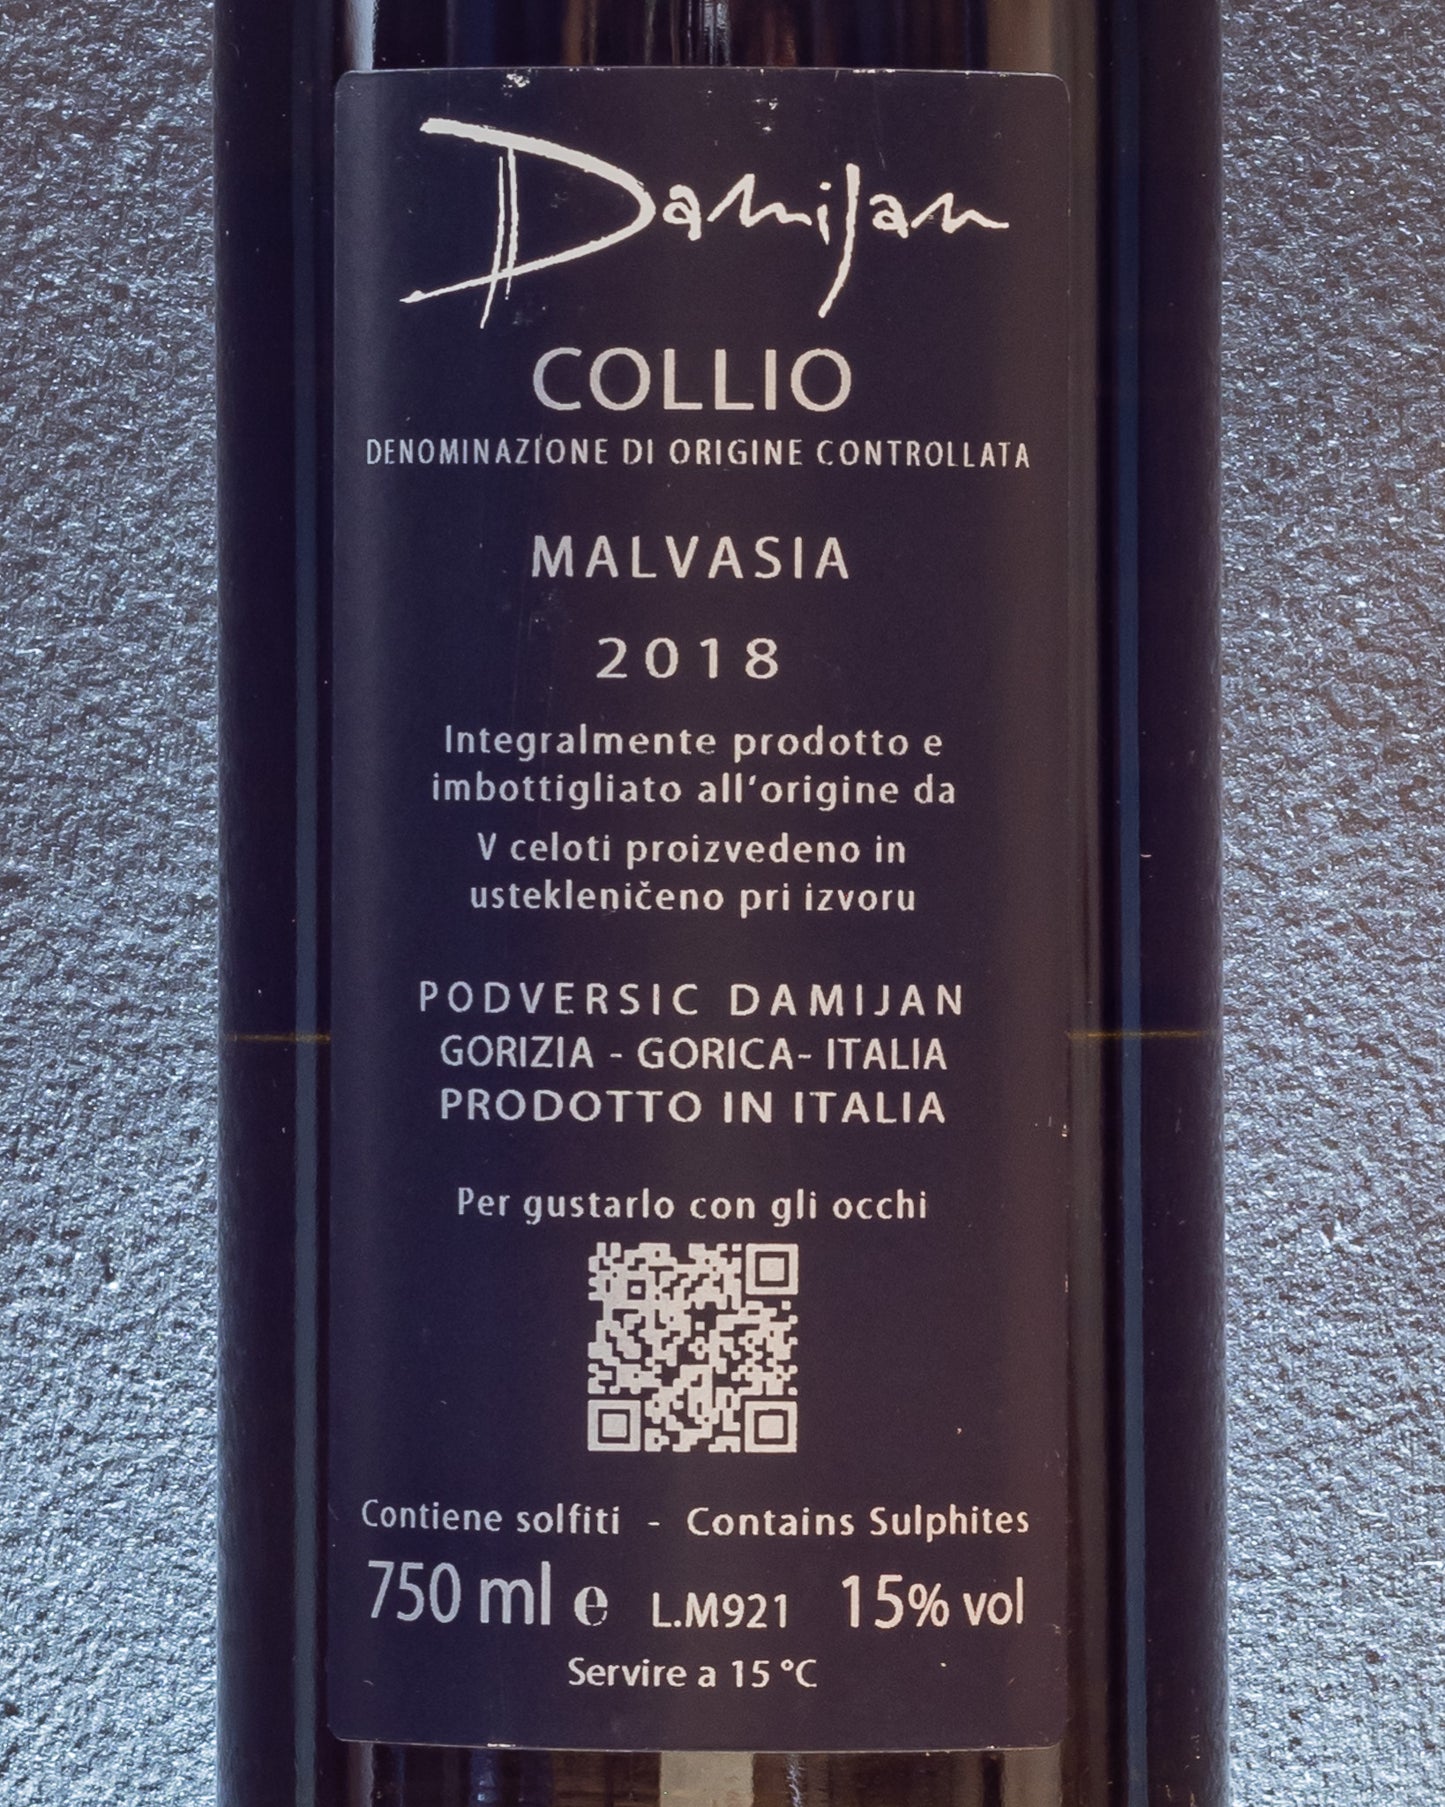 Damijan
COLLIO
DENOMINAZIONE DI ORIGINE CONTROLLATA
MALVASIA
2018
Integralmente prodotto e
imbottigliato all'origine da
V celoti proizvedeno in
ustekleničeno pri izvoru
PODVERSIC DAMIJAN
GORIZIA - GORICA- ITALIA
PRODOTTO IN ITALIA
Per gustarlo con gli occhi
Contiene solfiti - Contains Sulphites
750 ml e L.M921 15% vol
Servire a 15 °C